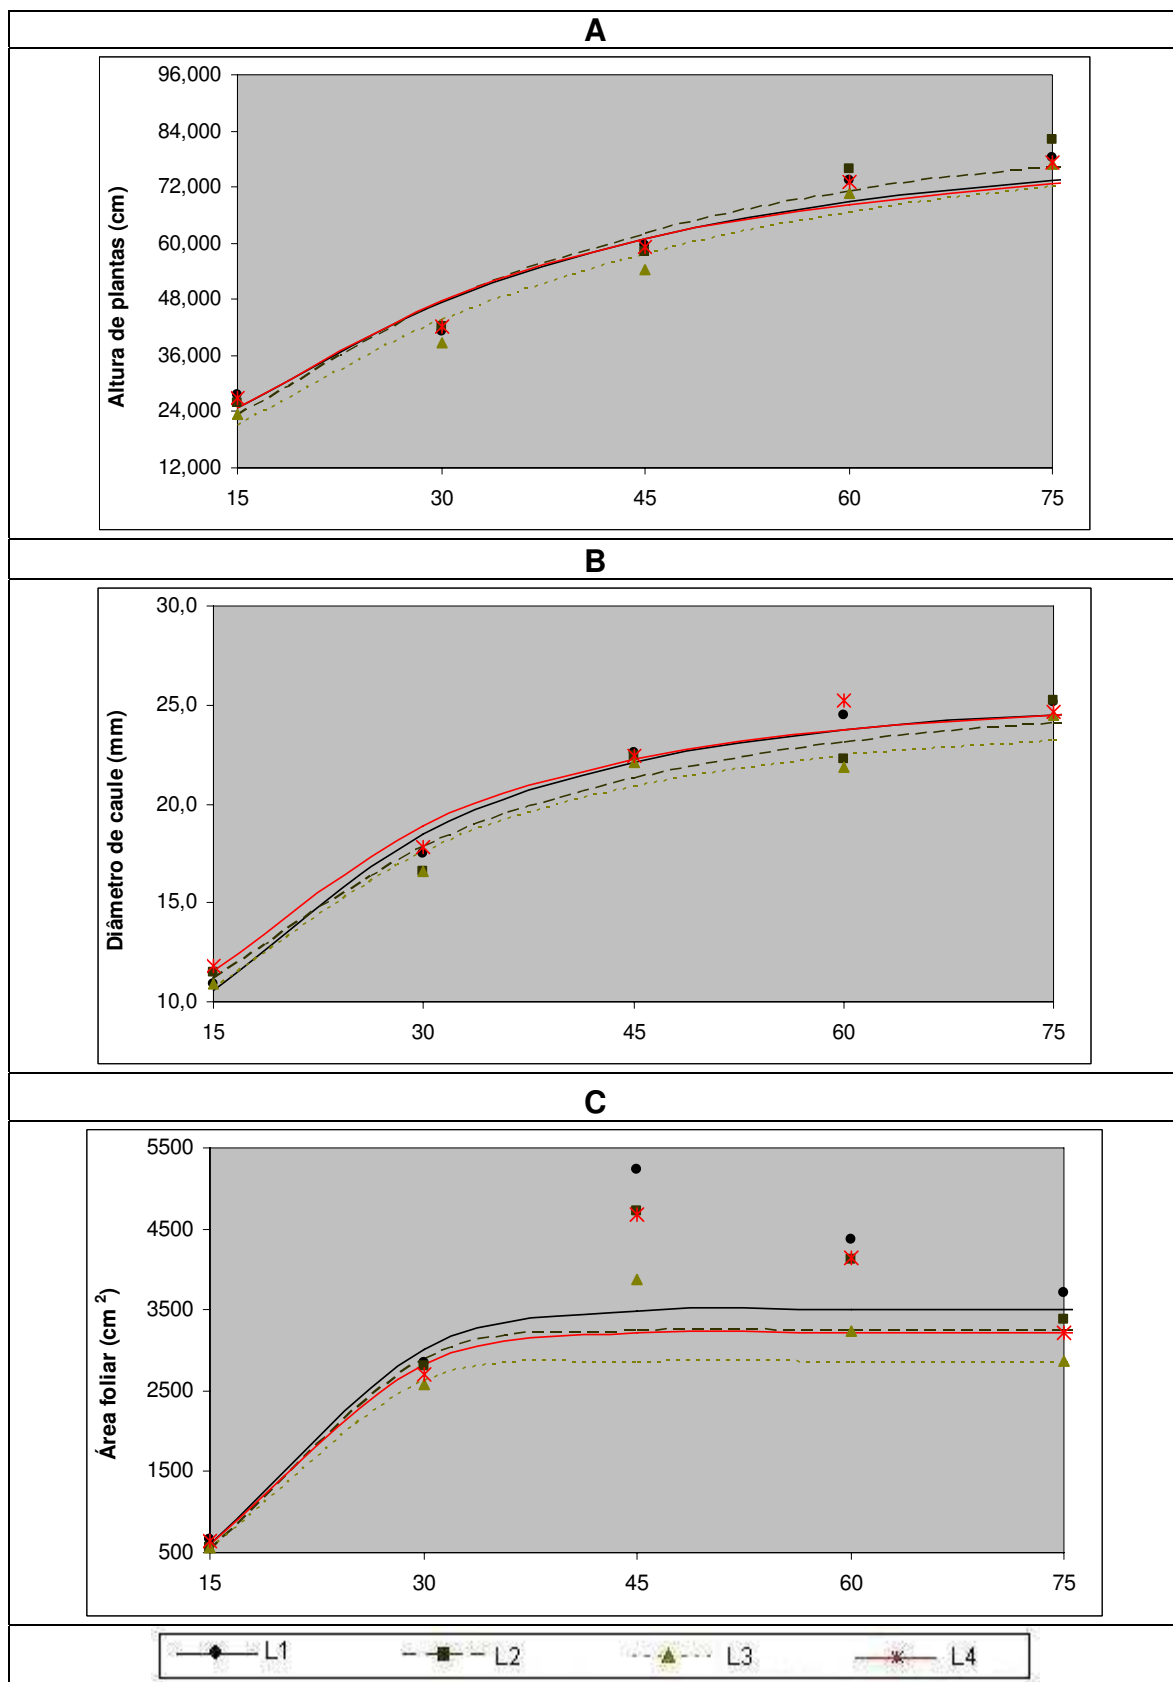 A
Altura de plantas (cm)
96,000
84,000
72,000
60,000
48,000
36,000
24,000
12,000
15 30 45 60 75
B
Diâmetro de caule (mm)
30,0
25,0
20,0
15,0
10,0
15 30 45 60 75
C
Área foliar (cm ²)
5500
4500
3500
2500
1500
500
15 30 45 60 75
L1 L2 L3 L4